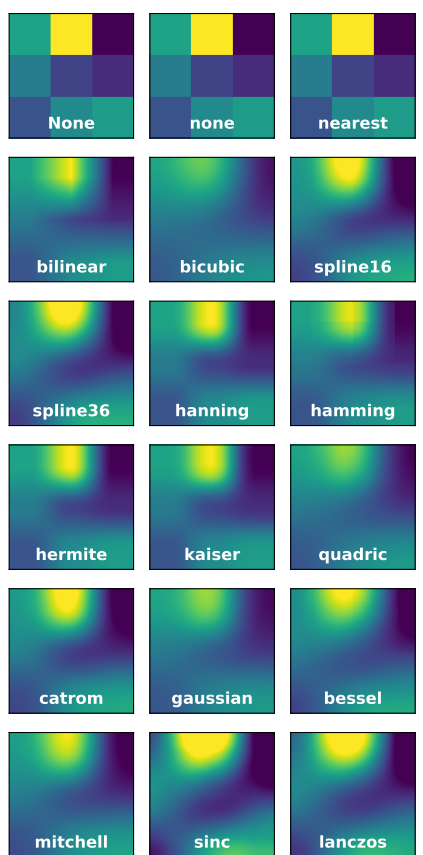 None
none
nearest
bilinear
bicubic
spline16
spline36
hanning
hamming
hermite
kaiser
quadric
catrom
gaussian
bessel
mitchell
sinc
lanczos